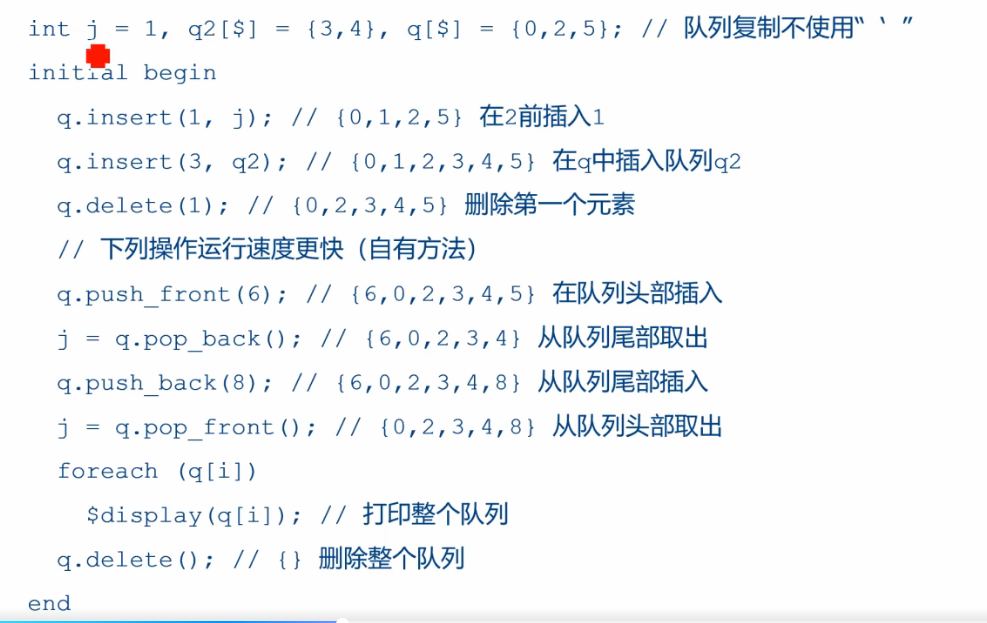 int j = 1, q2[$] = {3,4}, q[$] = {0,2,5}; // 队列复制不使用“ ‵ ”
initial begin
q.insert(1, j); // {0,1,2,5} 在2前插入1
q.insert(3, q2); // {0,1,2,3,4,5} 在q中插入队列q2
q.delete(1); // {0,2,3,4,5} 删除第一个元素
// 下列操作运行速度更快（自有方法）
q.push_front(6); // {6,0,2,3,4,5} 在队列头部插入
j = q.pop_back(); // {6,0,2,3,4} 从队列尾部取出
q.push_back(8); // {6,0,2,3,4,8} 从队列尾部插入
j = q.pop_front(); // {0,2,3,4,8} 从队列头部取出
foreach (q[i])
$display(q[i]); // 打印整个队列
q.delete(); // {} 删除整个队列
end